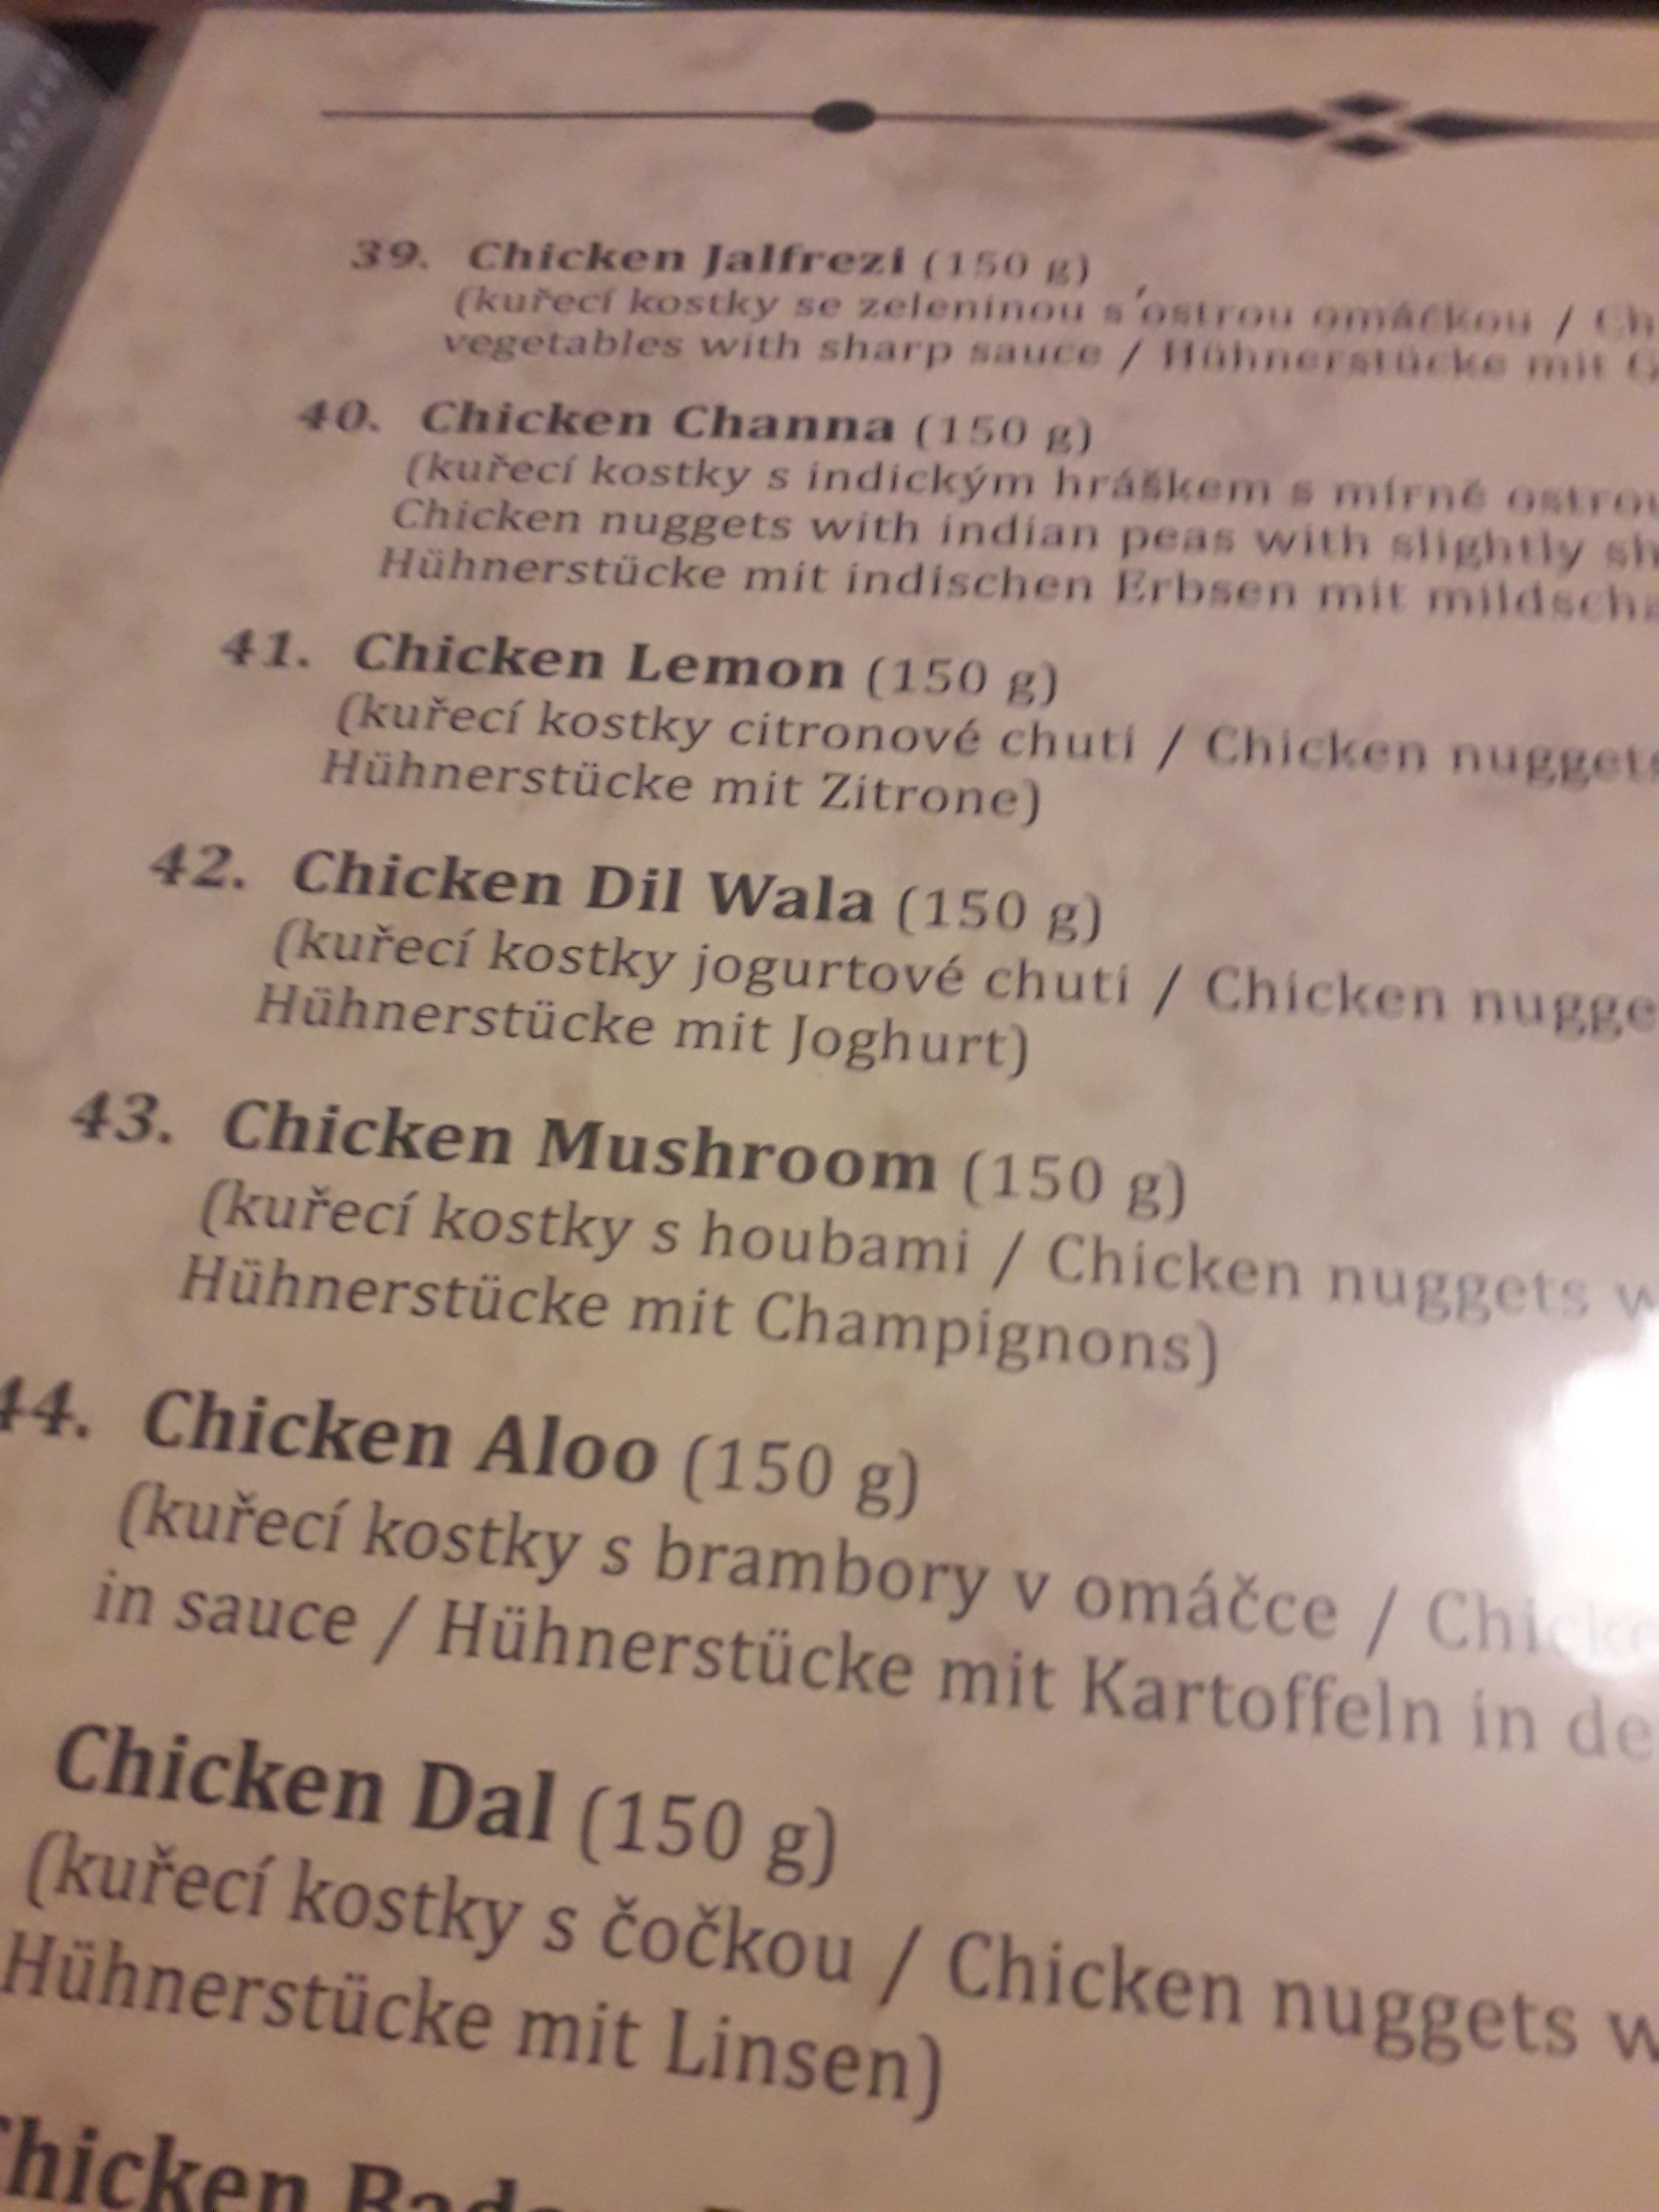 39. Chicken Jalfrezi (150 g)
(kuřecí kostky se zeleninou s ostrou omáčkou /
vegetables with sharp sauce / Hühnerstücke mit
40. Chicken Channa (150 g)
(kuřecí kostky s indickým hráškem s mírně
Chicken nuggets with indian peas with slightly
Hühnerstücke mit indischen Erbsen mit
41. Chicken Lemon (150 g)
(kuřecí kostky citronové chuti / Chicken nuggets
Hühnerstücke mit Zitrone)
42. Chicken Dil Wala (150 g)
(kuřecí kostky jogurtové chuti / Chicken
Hühnerstücke mit Joghurt)
43. Chicken Mushroom (150 g)
(kuřecí kostky s houbami / Chicken nuggets
Hühnerstücke mit Champignons)
44. Chicken Aloo (150 g)
(kuřecí kostky s brambory v omáčce /
in sauce / Hühnerstücke mit Kartoffeln in
Chicken Dal (150 g)
(kuřecí kostky s čočkou / Chicken nuggets
Hühnerstücke mit Linsen)